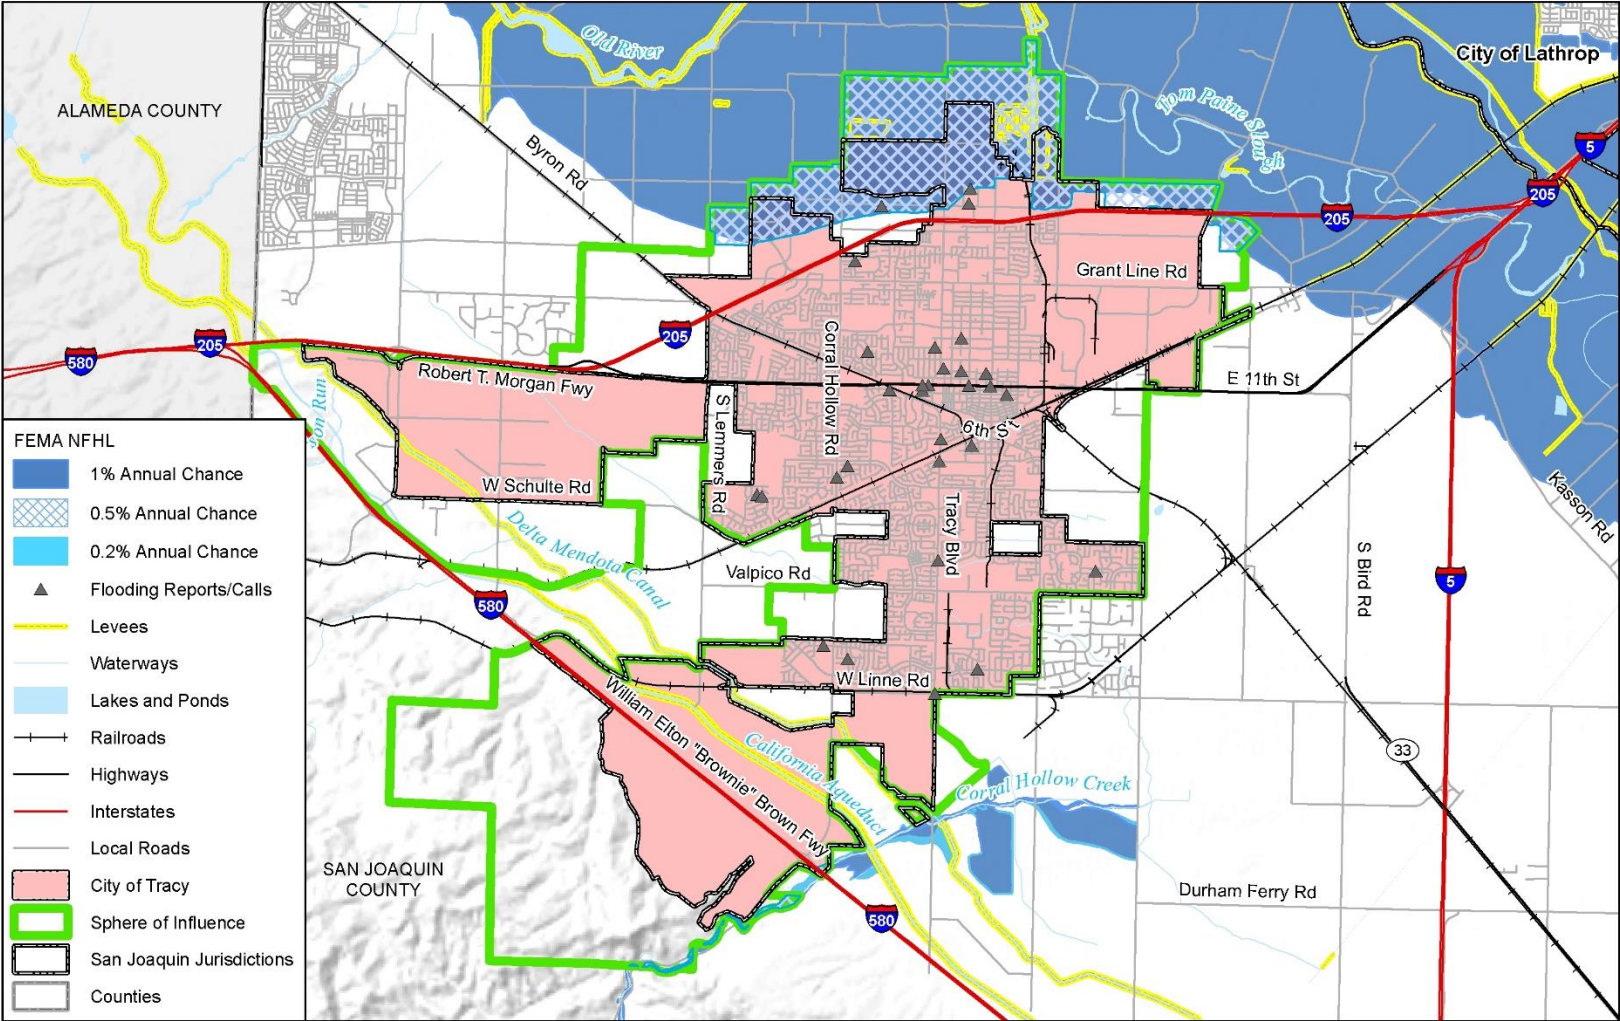 Old River
City of Lathrop
ALAMEDA COUNTY
Tom Paine Slough
5
Byron Rd
205
205
Grant Line Rd
205
205
580
Corral Hollow Rd
Robert T. Morgan Fwy
E 11th St
S Lemmers Rd
6th St
FEMA NFHL
1% Annual Chance
0.5% Annual Chance
0.2% Annual Chance
Flooding Reports/Calls
Levees
Waterways
Lakes and Ponds
Railroads
Highways
Interstates
Local Roads
City of Tracy
Sphere of Influence
San Joaquin Jurisdictions
Counties
Run
W Schulte Rd
Kasson Rd
Delta Mendota Canal
Tracy Blvd
Valpico Rd
S Bird Rd
5
580
W Linne Rd
William Elton "Brownie" Brown Fwy
California Aqueduct
33
Corral Hollow Creek
SAN JOAQUIN
COUNTY
Durham Ferry Rd
580